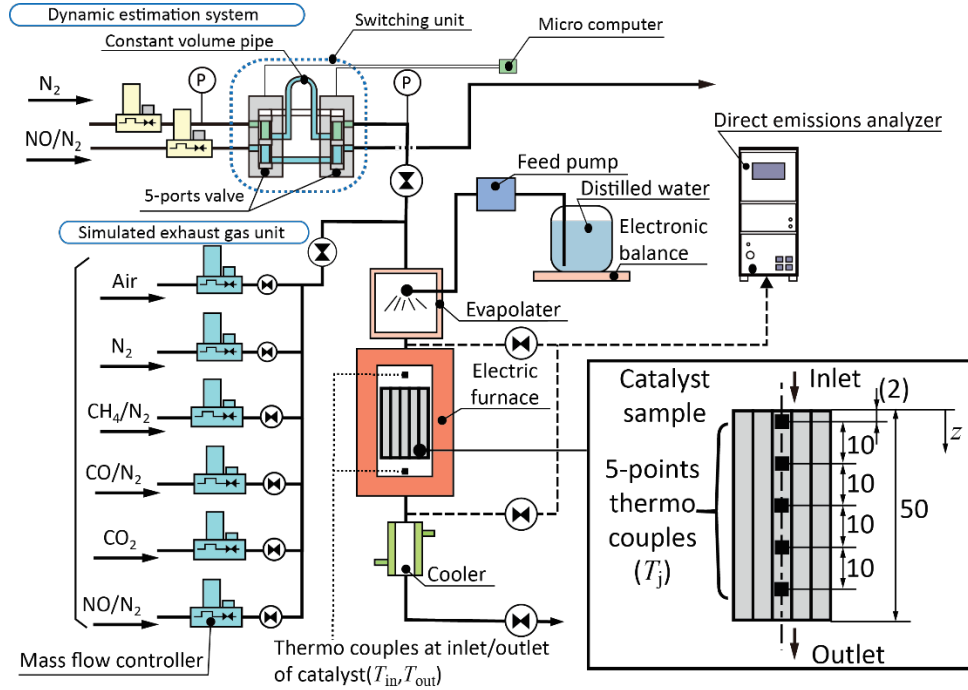 Dynamic estimation system
Switching unit
Constant volume pipe
Micro computer
N2
P
P
NO/N2
5-ports valve
Direct emissions analyzer
Feed pump
Distilled water
Electronic
balance
Simulated exhaust gas unit
Air
N2
CH4/N2
CO/N2
CO2
NO/N2
Mass flow controller
Evapolater
Electric
furnace
Cooler
Thermo couples at inlet/outlet
of catalyst(Tin,Tout)
Catalyst
sample
Inlet
(2)
z
5-points
thermo
couples
(Tj)
10
10
10
10
50
Outlet